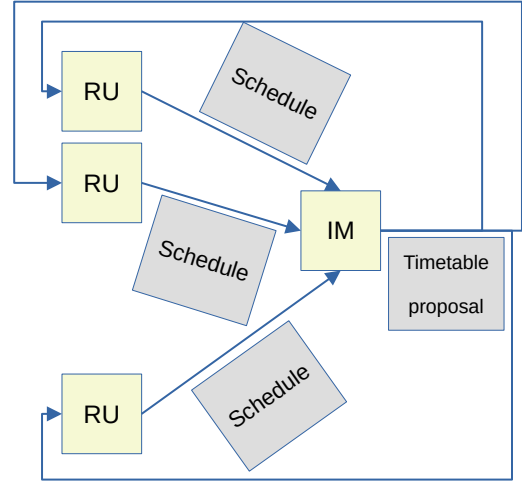 RU
Schedule
RU
Schedule
IM
Timetable
proposal
RU
Schedule